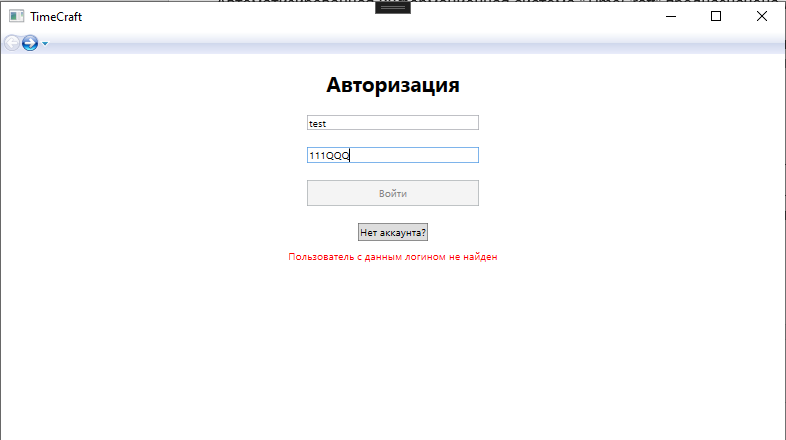 TimeCraft
Авторизация
test
111QQQ
Войти
Нет аккаунта?
Пользователь с данным логином не найден